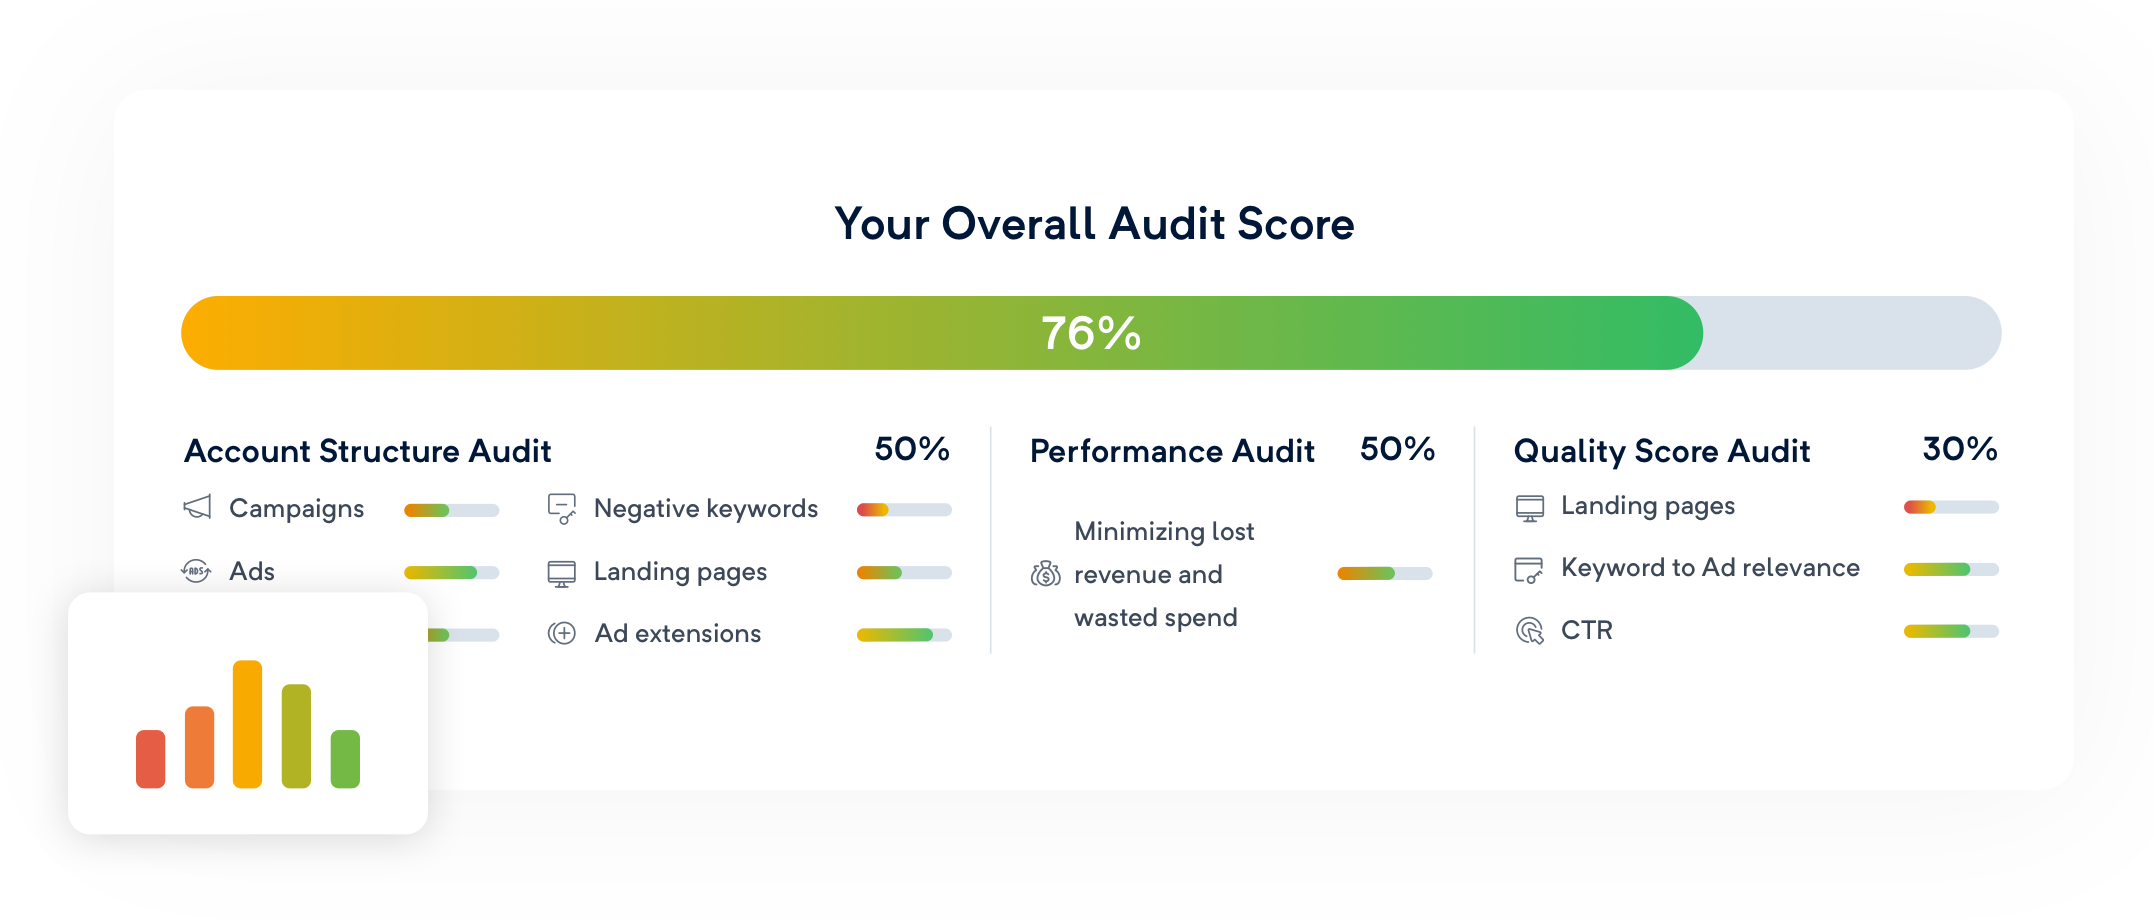 Your Overall Audit Score
76%
Account Structure Audit 50%
Campaigns
Negative keywords
ADS
Ads
Landing pages
Ad extensions
Performance Audit 50%
Minimizing lost
revenue and
wasted spend
Quality Score Audit 30%
Landing pages
Keyword to Ad relevance
CTR